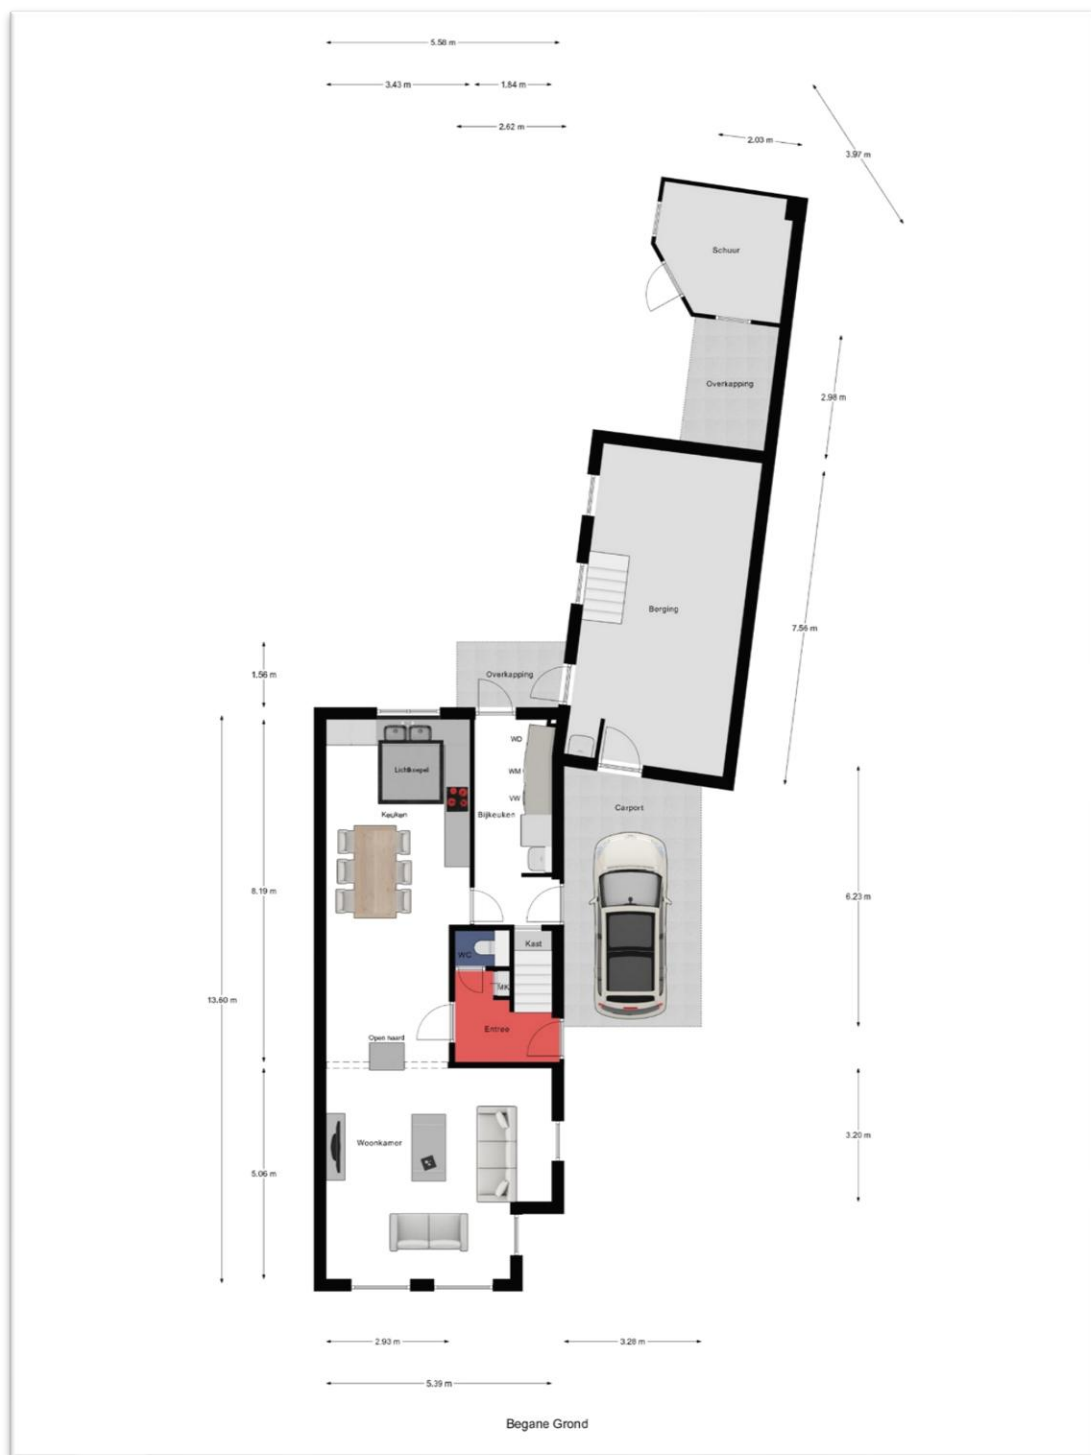 5.58 m
3.43 m
1.84 m
2.62 m
2.03 m
3.97 m
Schuur
Overkapping
2.98 m
Berging
7.56 m
1.56 m
Overkapping
WD
Lichtkoepel
WM
VW
Keuken
Bijkeuken
Carport
8.19 m
6.23 m
Kast
WC
13.60 m
Entree
Open haard
3.20 m
Woonkamer
5.06 m
2.93 m
3.28 m
5.39 m
Begane Grond